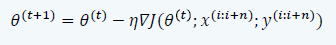 θ^(t+1) = θ^(t) − η∇J(θ^(t); x^(i:i+n); y^(i:i+n))